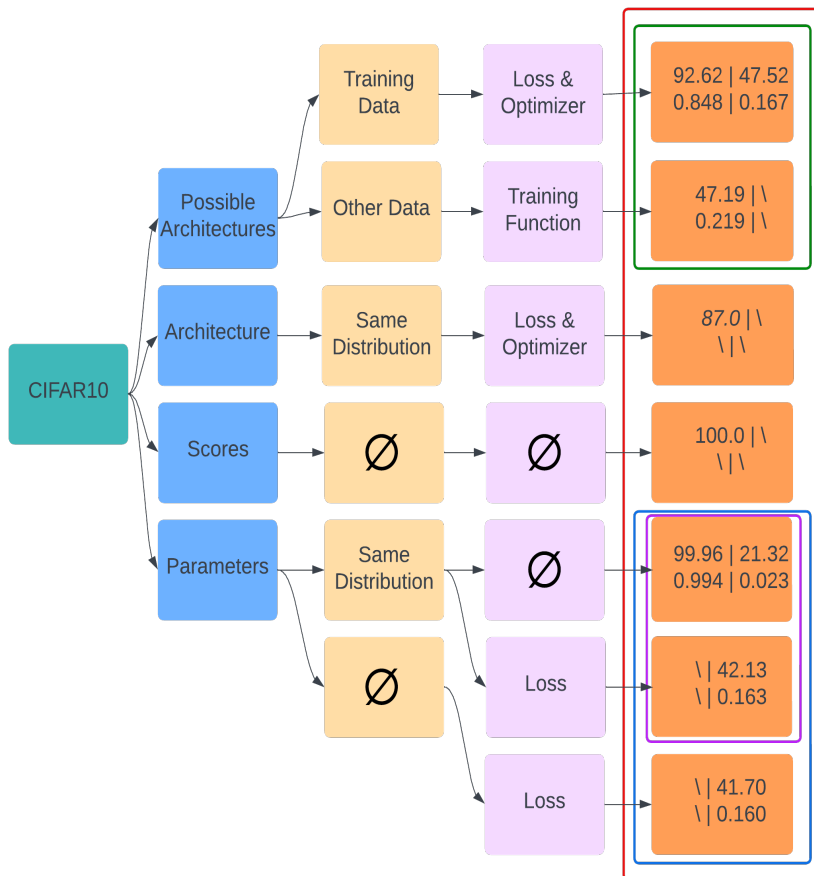 Training
Data
Loss &
Optimizer
92.62 | 47.52
0.848 | 0.167
Possible
Architectures
Other Data
Training
Function
47.19 | \
0.219 | \
Architecture
Same
Distribution
Loss &
Optimizer
87.0 | \
\ | \
CIFAR10
Scores
Ø
Ø
100.0 | \
\ | \
Parameters
Same
Distribution
Ø
99.96 | 21.32
0.994 | 0.023
Ø
Loss
\ | 42.13
\ | 0.163
Loss
\ | 41.70
\ | 0.160